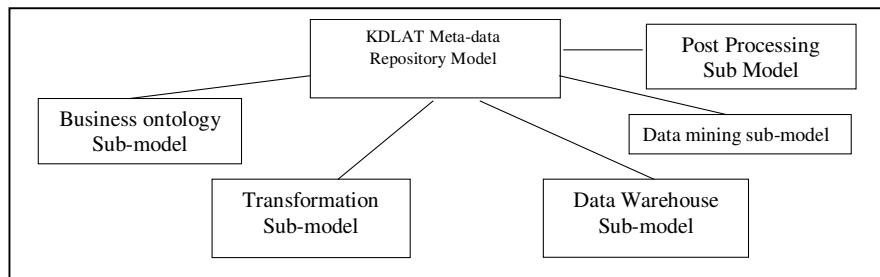 KDLAT Meta-data
Repository Model
Post Processing
Sub Model
Business ontology
Sub-model
Data mining sub-model
Transformation
Sub-model
Data Warehouse
Sub-model